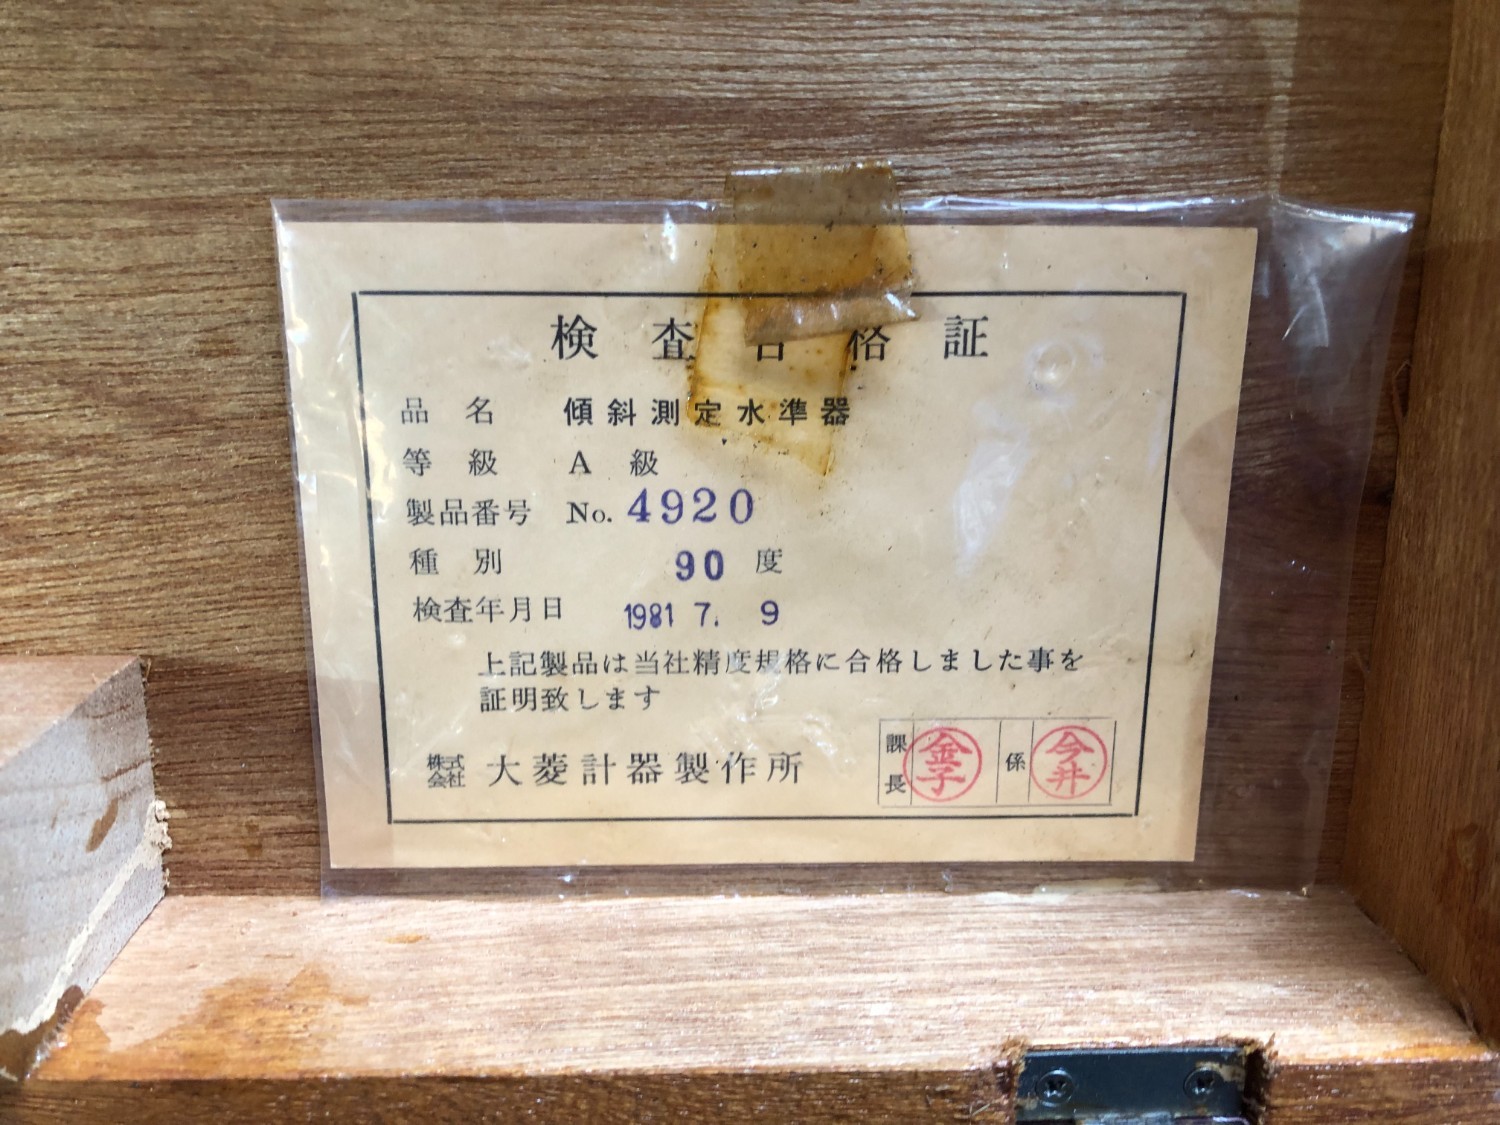 検査合格証
品名 傾斜測定水準器
等級 A級
製品番号 No. 4920
種別 90度
検査年月日 1981 7. 9
上記製品は当社精度規格に合格しました事を
証明致します
株式会社 大菱計器製作所
課長 金子 係 今井